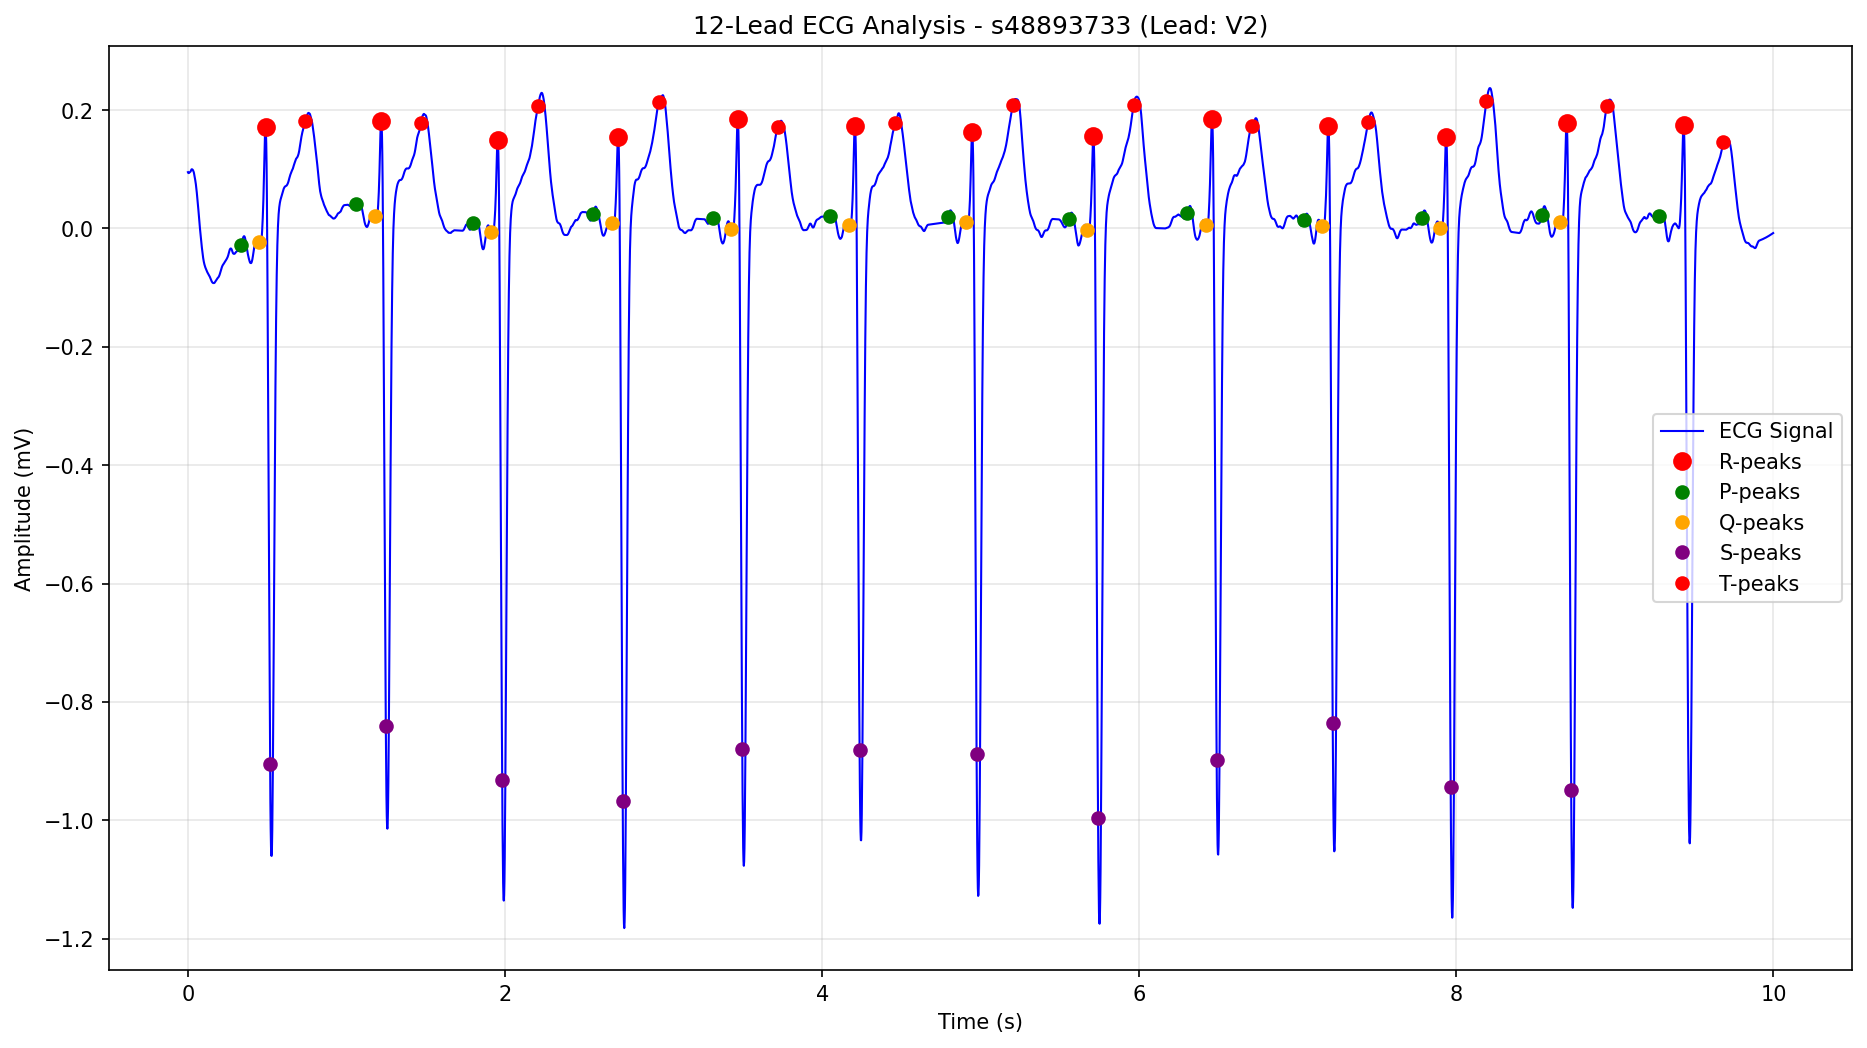 12-Lead ECG Analysis - s48893733 (Lead: V2)
Amplitude (mV)
0.2
0.0
−0.2
−0.4
−0.6
−0.8
−1.0
−1.2
ECG Signal
R-peaks
P-peaks
Q-peaks
S-peaks
T-peaks
0 2 4 6 8 10
Time (s)